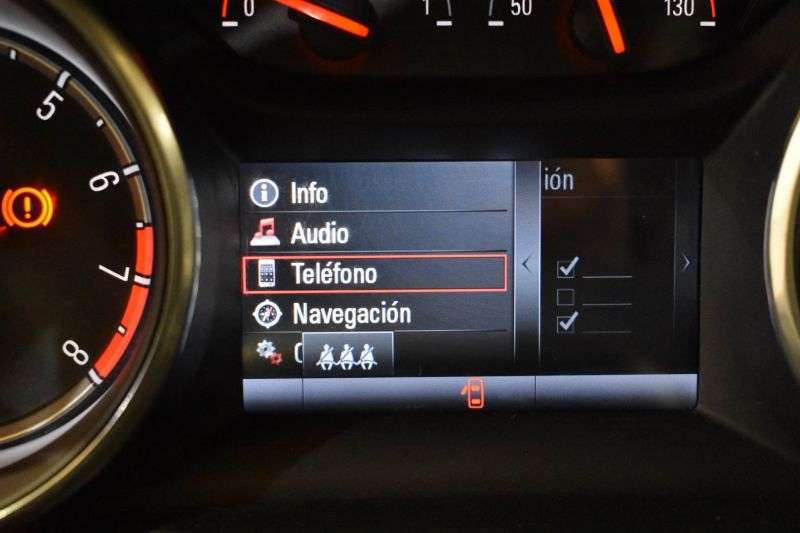 0 1 50 130
5
6
7
8
ión
Info
Audio
Teléfono
Navegación